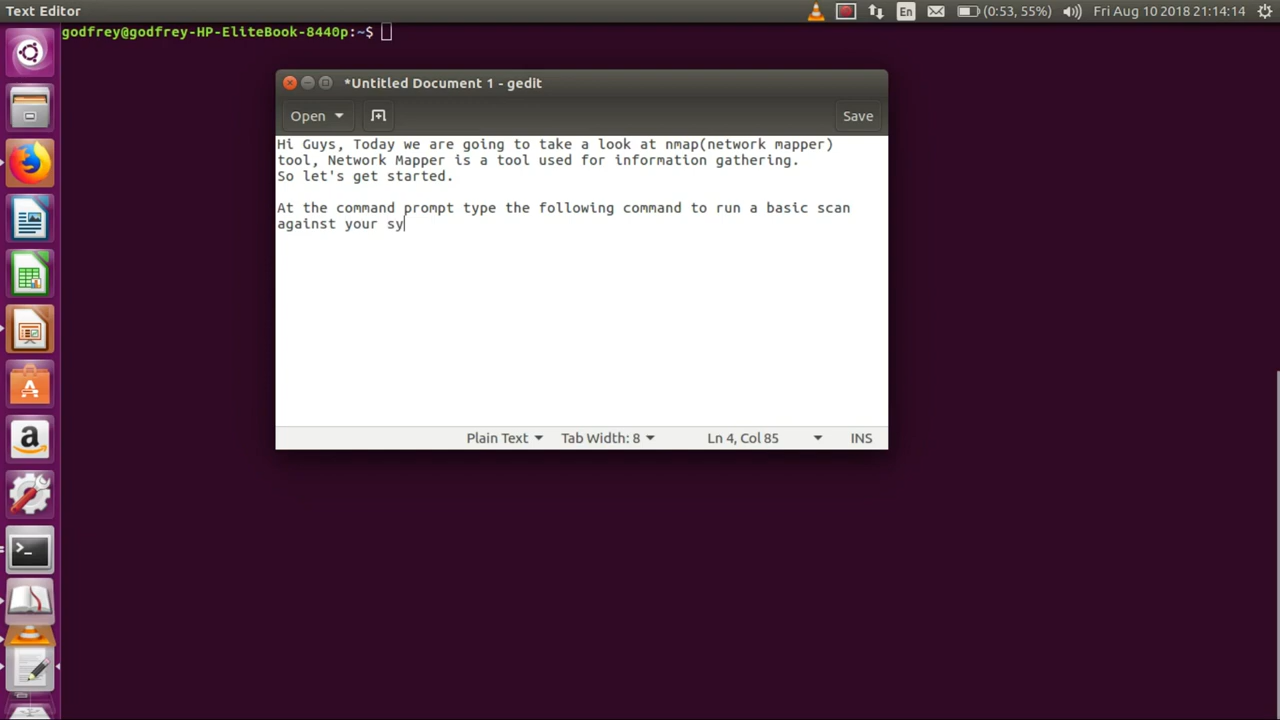 Text Editor
En
(0:53, 55%)
Fri Aug 10 2018 21:14:14
godfrey@godfrey-HP-EliteBook-8440p:~$
*Untitled Document 1 - gedit
Open
Save
Hi Guys, Today we are going to take a look at nmap(network mapper)
tool, Network Mapper is a tool used for information gathering.
So let's get started.
At the command prompt type the following command to run a basic scan
against your sy
Plain Text
Tab Width: 8
Ln 4, Col 85
INS